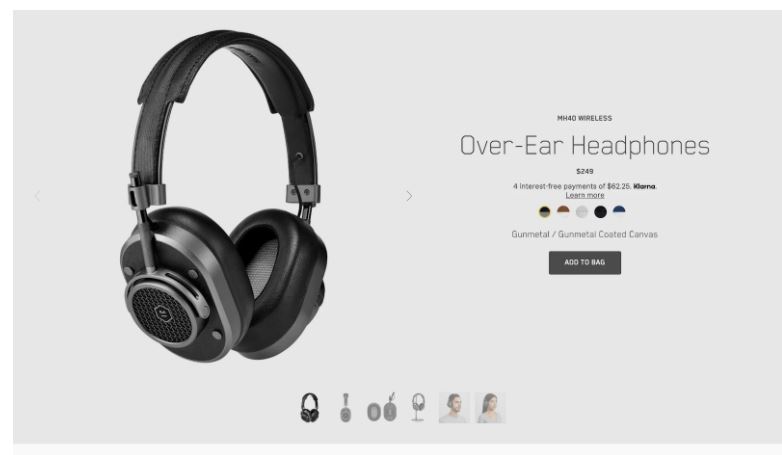 MH40 WIRELESS
Over-Ear Headphones
$249
4 interest-free payments of $62.25. Klarna.
Learn more
Gunmetal / Gunmetal Coated Canvas
ADD TO BAG